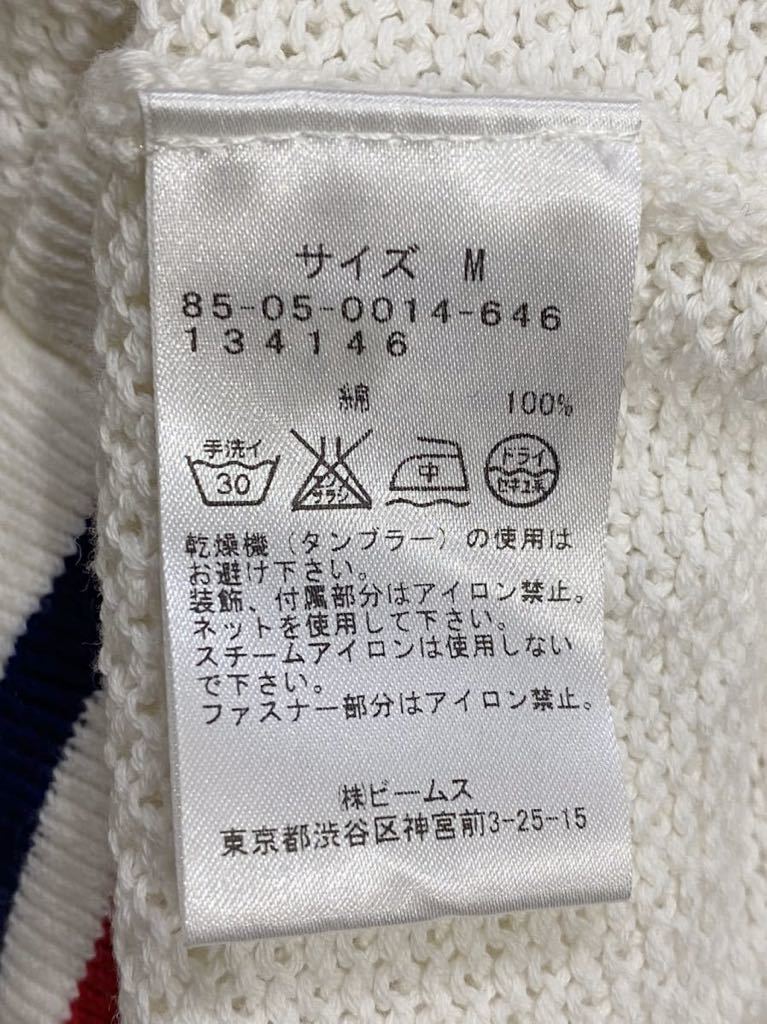 サイズ M
85-05-0014-646
134146
綿 100%
手洗イ
30
エンソ
サラシ
中
ドライ
セキユ系
乾燥機（タンブラー）の使用は
お避け下さい。
装飾、付属部分はアイロン禁止。
ネットを使用して下さい。
スチームアイロンは使用しない
で下さい。
ファスナー部分はアイロン禁止。
㈱ビームス
東京都渋谷区神宮前3-25-15